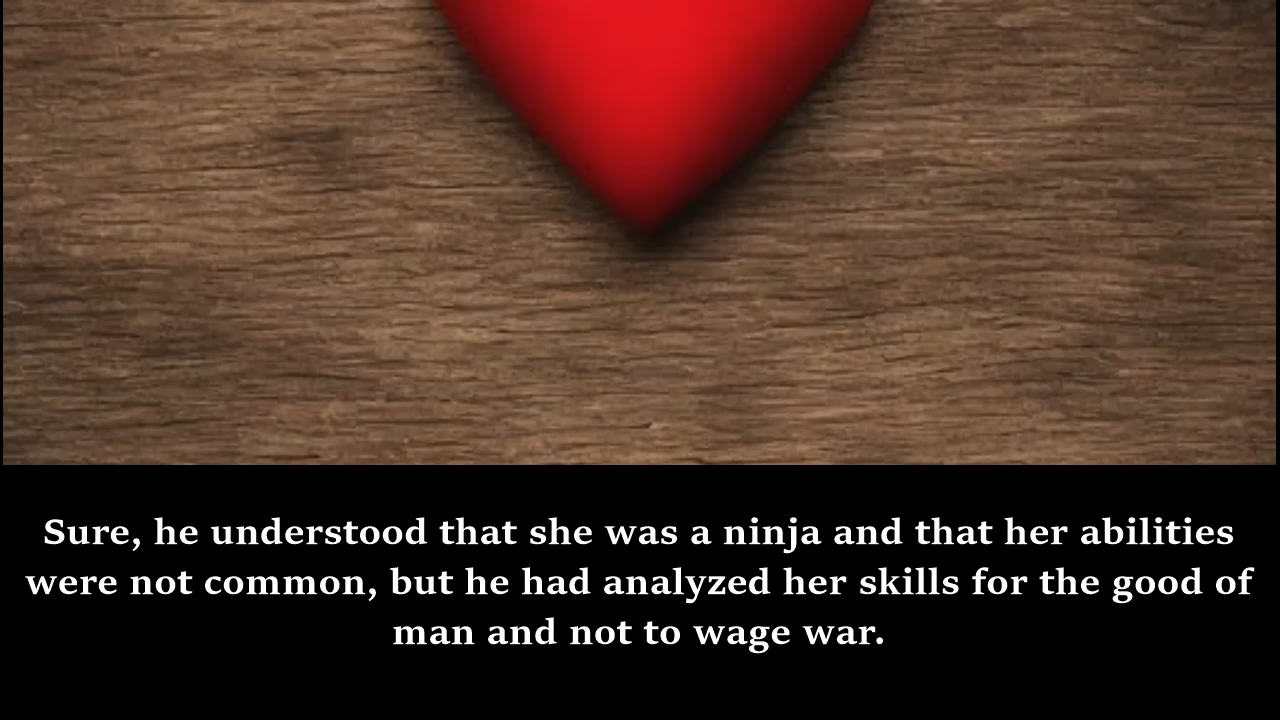 Sure, he understood that she was a ninja and that her abilities
were not common, but he had analyzed her skills for the good of
man and not to wage war.